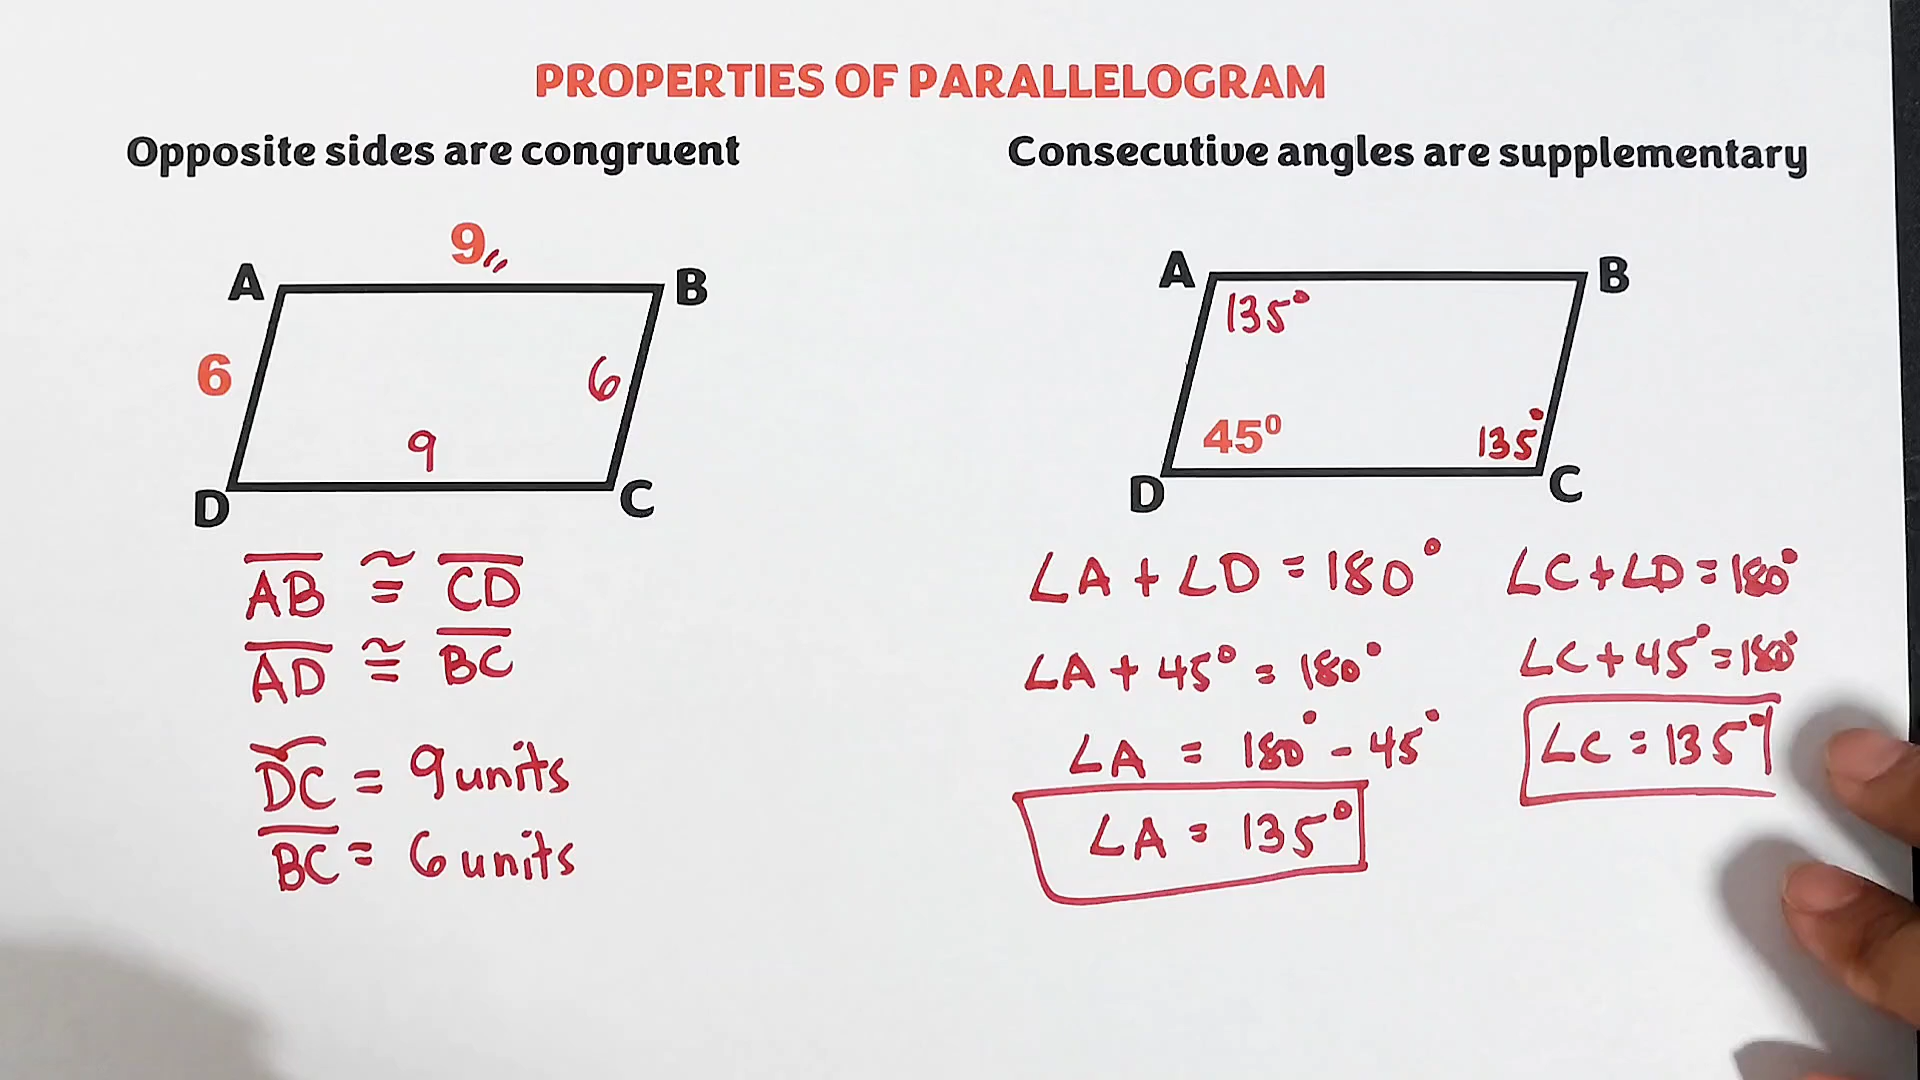 PROPERTIES OF PARALLELOGRAM
Opposite sides are congruent
9
A
B
6
6
9
D
C
AB ≅ CD
AD ≅ BC
DC = 9 units
BC = 6 units
Consecutive angles are supplementary
A
B
135°
45⁰
135°
D
C
∠A + ∠D = 180°
∠A + 45° = 180°
∠A = 180° - 45°
∠A = 135°
∠C + ∠D = 180°
∠C + 45° = 180°
∠C = 135°